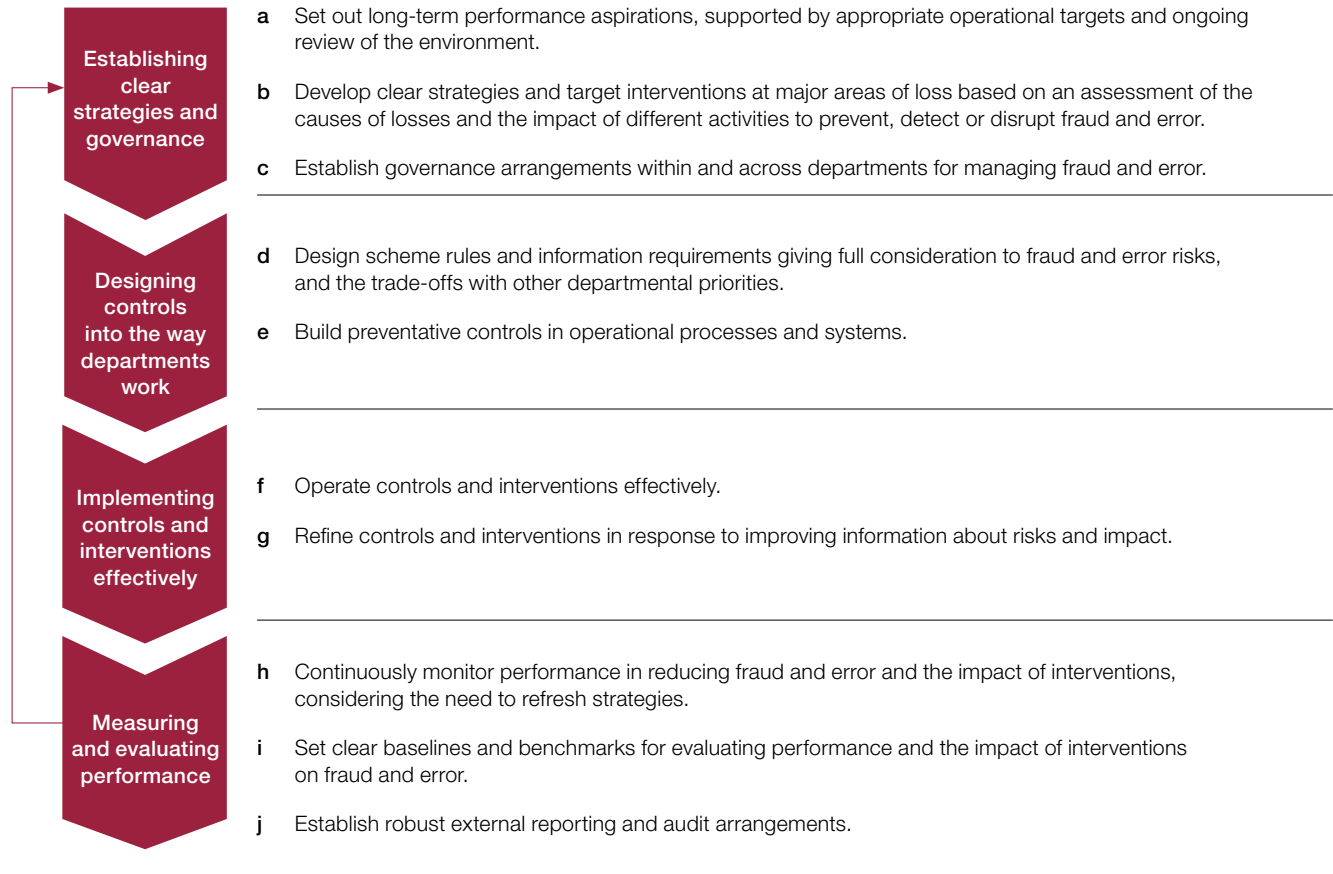 Establishing
clear
strategies and
governance
a Set out long-term performance aspirations, supported by appropriate operational targets and ongoing
review of the environment.
b Develop clear strategies and target interventions at major areas of loss based on an assessment of the
causes of losses and the impact of different activities to prevent, detect or disrupt fraud and error.
c Establish governance arrangements within and across departments for managing fraud and error.
Designing
controls
into the way
departments
work
d Design scheme rules and information requirements giving full consideration to fraud and error risks,
and the trade-offs with other departmental priorities.
e Build preventative controls in operational processes and systems.
Implementing
controls and
interventions
effectively
f Operate controls and interventions effectively.
g Refine controls and interventions in response to improving information about risks and impact.
Measuring
and evaluating
performance
h Continuously monitor performance in reducing fraud and error and the impact of interventions,
considering the need to refresh strategies.
i Set clear baselines and benchmarks for evaluating performance and the impact of interventions
on fraud and error.
j Establish robust external reporting and audit arrangements.